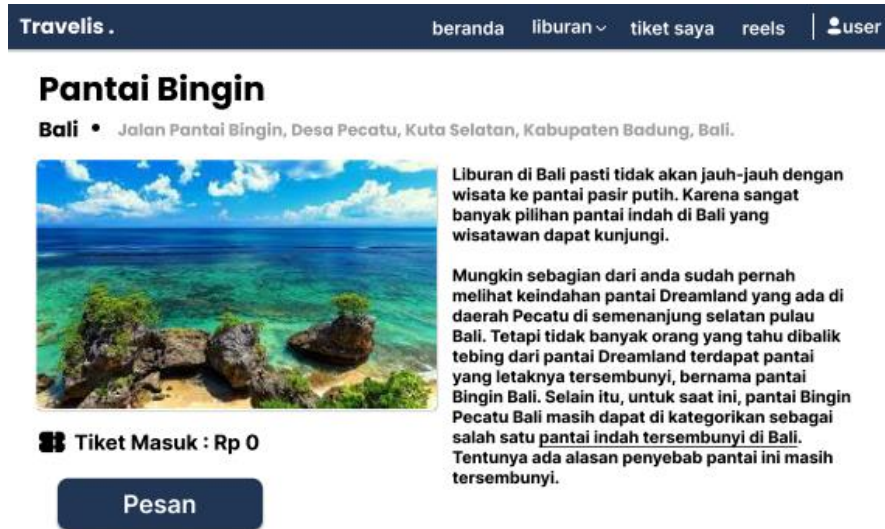 Travelis .
beranda liburan tiket saya reels user
Pantai Bingin
Bali • Jalan Pantai Bingin, Desa Pecatu, Kuta Selatan, Kabupaten Badung, Bali.
Liburan di Bali pasti tidak akan jauh-jauh dengan
wisata ke pantai pasir putih. Karena sangat
banyak pilihan pantai indah di Bali yang
wisatawan dapat kunjungi.
Mungkin sebagian dari anda sudah pernah
melihat keindahan pantai Dreamland yang ada di
daerah Pecatu di semenanjung selatan pulau
Bali. Tetapi tidak banyak orang yang tahu dibalik
tebing dari pantai Dreamland terdapat pantai
yang letaknya tersembunyi, bernama pantai
Bingin Bali. Selain itu, untuk saat ini, pantai Bingin
Pecatu Bali masih dapat di kategorikan sebagai
salah satu pantai indah tersembunyi di Bali.
Tentunya ada alasan penyebab pantai ini masih
tersembunyi.
Tiket Masuk : Rp 0
Pesan